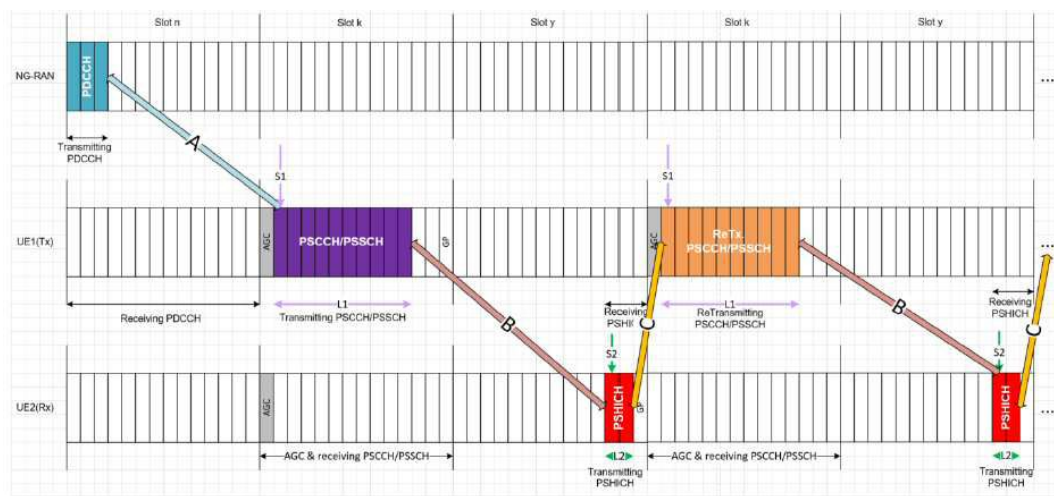 Slot n
Slot k
Slot y
Slot k
Slot y
NG-RAN
PDCCH
...
Transmitting
PDCCH
A
S1
S1
UE1(Tx)
AGC
PSCCH/PSSCH
GP
AGC
ReTx.
PSCCH/PSSCH
...
Receiving PDCCH
L1
Transmitting PSCCH/PSSCH
B
Receiving
PSHICH
C
L1
ReTransmitting
PSCCH/PSSCH
B
Receiving
PSHICH
C
S2
S2
UE2(Rx)
AGC
PSHICH
GP
PSHICH
AGC & receiving PSCCH/PSSCH
L2
AGC & receiving PSCCH/PSSCH
L2
Transmitting
PSHICH
Transmitting
PSHICH